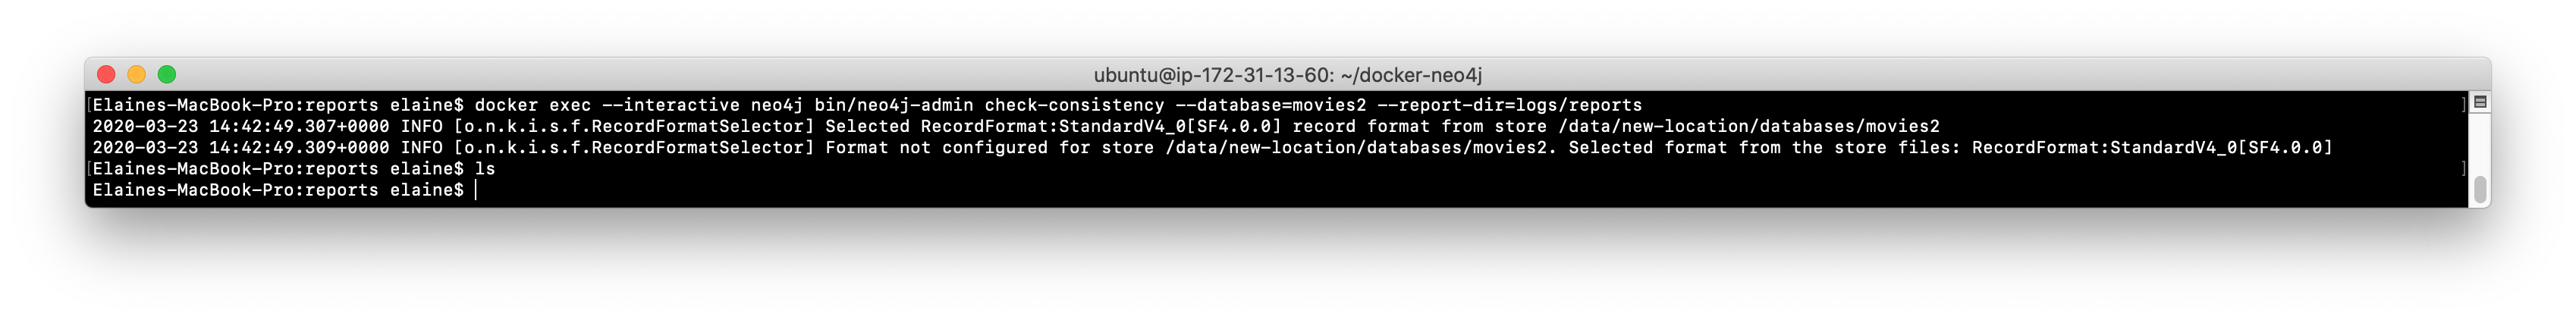 ubuntu@ip-172-31-13-60: ~/docker-neo4j
[Elaines-MacBook-Pro:reports elaine$ docker exec --interactive neo4j bin/neo4j-admin check-consistency --database=movies2 --report-dir=logs/reports ]
2020-03-23 14:42:49.307+0000 INFO [o.n.k.i.s.f.RecordFormatSelector] Selected RecordFormat:StandardV4_0[SF4.0.0] record format from store /data/new-location/databases/movies2
2020-03-23 14:42:49.309+0000 INFO [o.n.k.i.s.f.RecordFormatSelector] Format not configured for store /data/new-location/databases/movies2. Selected format from the store files: RecordFormat:StandardV4_0[SF4.0.0]
[Elaines-MacBook-Pro:reports elaine$ ls ]
Elaines-MacBook-Pro:reports elaine$